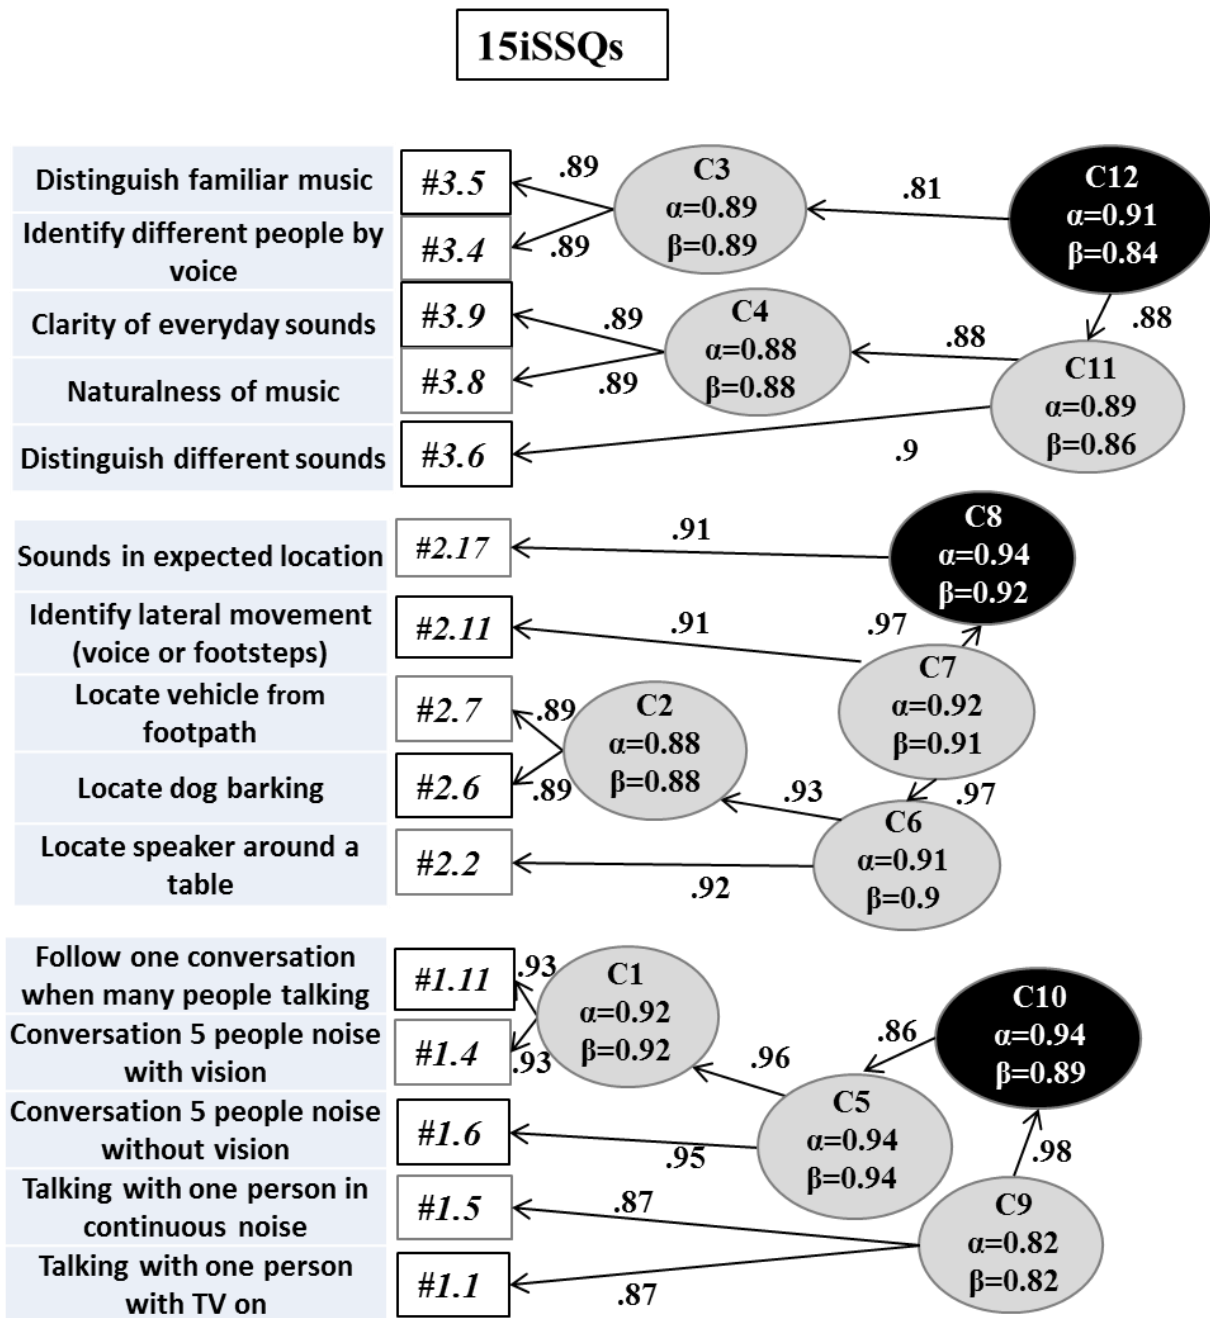 15iSSQs
Distinguish familiar music
#3.5
.89
C3
α=0.89
β=0.89
.81
C12
α=0.91
β=0.84
Identify different people by
voice
#3.4
.89
Clarity of everyday sounds
#3.9
.89
C4
α=0.88
β=0.88
.88
.88
C11
α=0.89
β=0.86
Naturalness of music
#3.8
.89
Distinguish different sounds
#3.6
.9
Sounds in expected location
#2.17
.91
C8
α=0.94
β=0.92
Identify lateral movement
(voice or footsteps)
#2.11
.91
.97
C7
α=0.92
β=0.91
Locate vehicle from
footpath
#2.7
.89
C2
α=0.88
β=0.88
Locate dog barking
#2.6
.89
.93
.97
C6
α=0.91
β=0.9
Locate speaker around a
table
#2.2
.92
Follow one conversation
when many people talking
#1.11
.93
C1
α=0.92
β=0.92
C10
α=0.94
β=0.89
Conversation 5 people noise
with vision
#1.4
.93
.96
.86
C5
α=0.94
β=0.94
Conversation 5 people noise
without vision
#1.6
.95
.98
Talking with one person in
continuous noise
#1.5
.87
C9
α=0.82
β=0.82
Talking with one person
with TV on
#1.1
.87